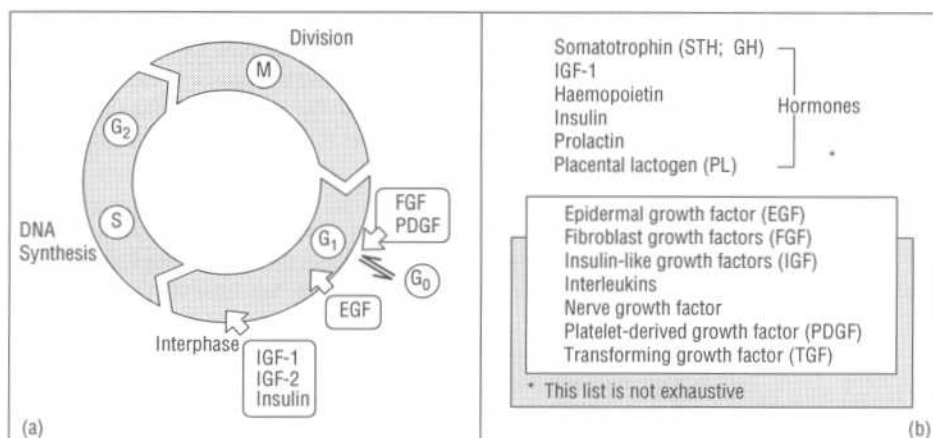 Division
M
G2
S
DNA
Synthesis
G1
FGF
PDGF
G0
EGF
Interphase
IGF-1
IGF-2
Insulin
(a)
Somatotrophin (STH; GH)
IGF-1
Haemopoietin
Insulin
Prolactin
Placental lactogen (PL)
Hormones
*
Epidermal growth factor (EGF)
Fibroblast growth factors (FGF)
Insulin-like growth factors (IGF)
Interleukins
Nerve growth factor
Platelet-derived growth factor (PDGF)
Transforming growth factor (TGF)
* This list is not exhaustive
(b)